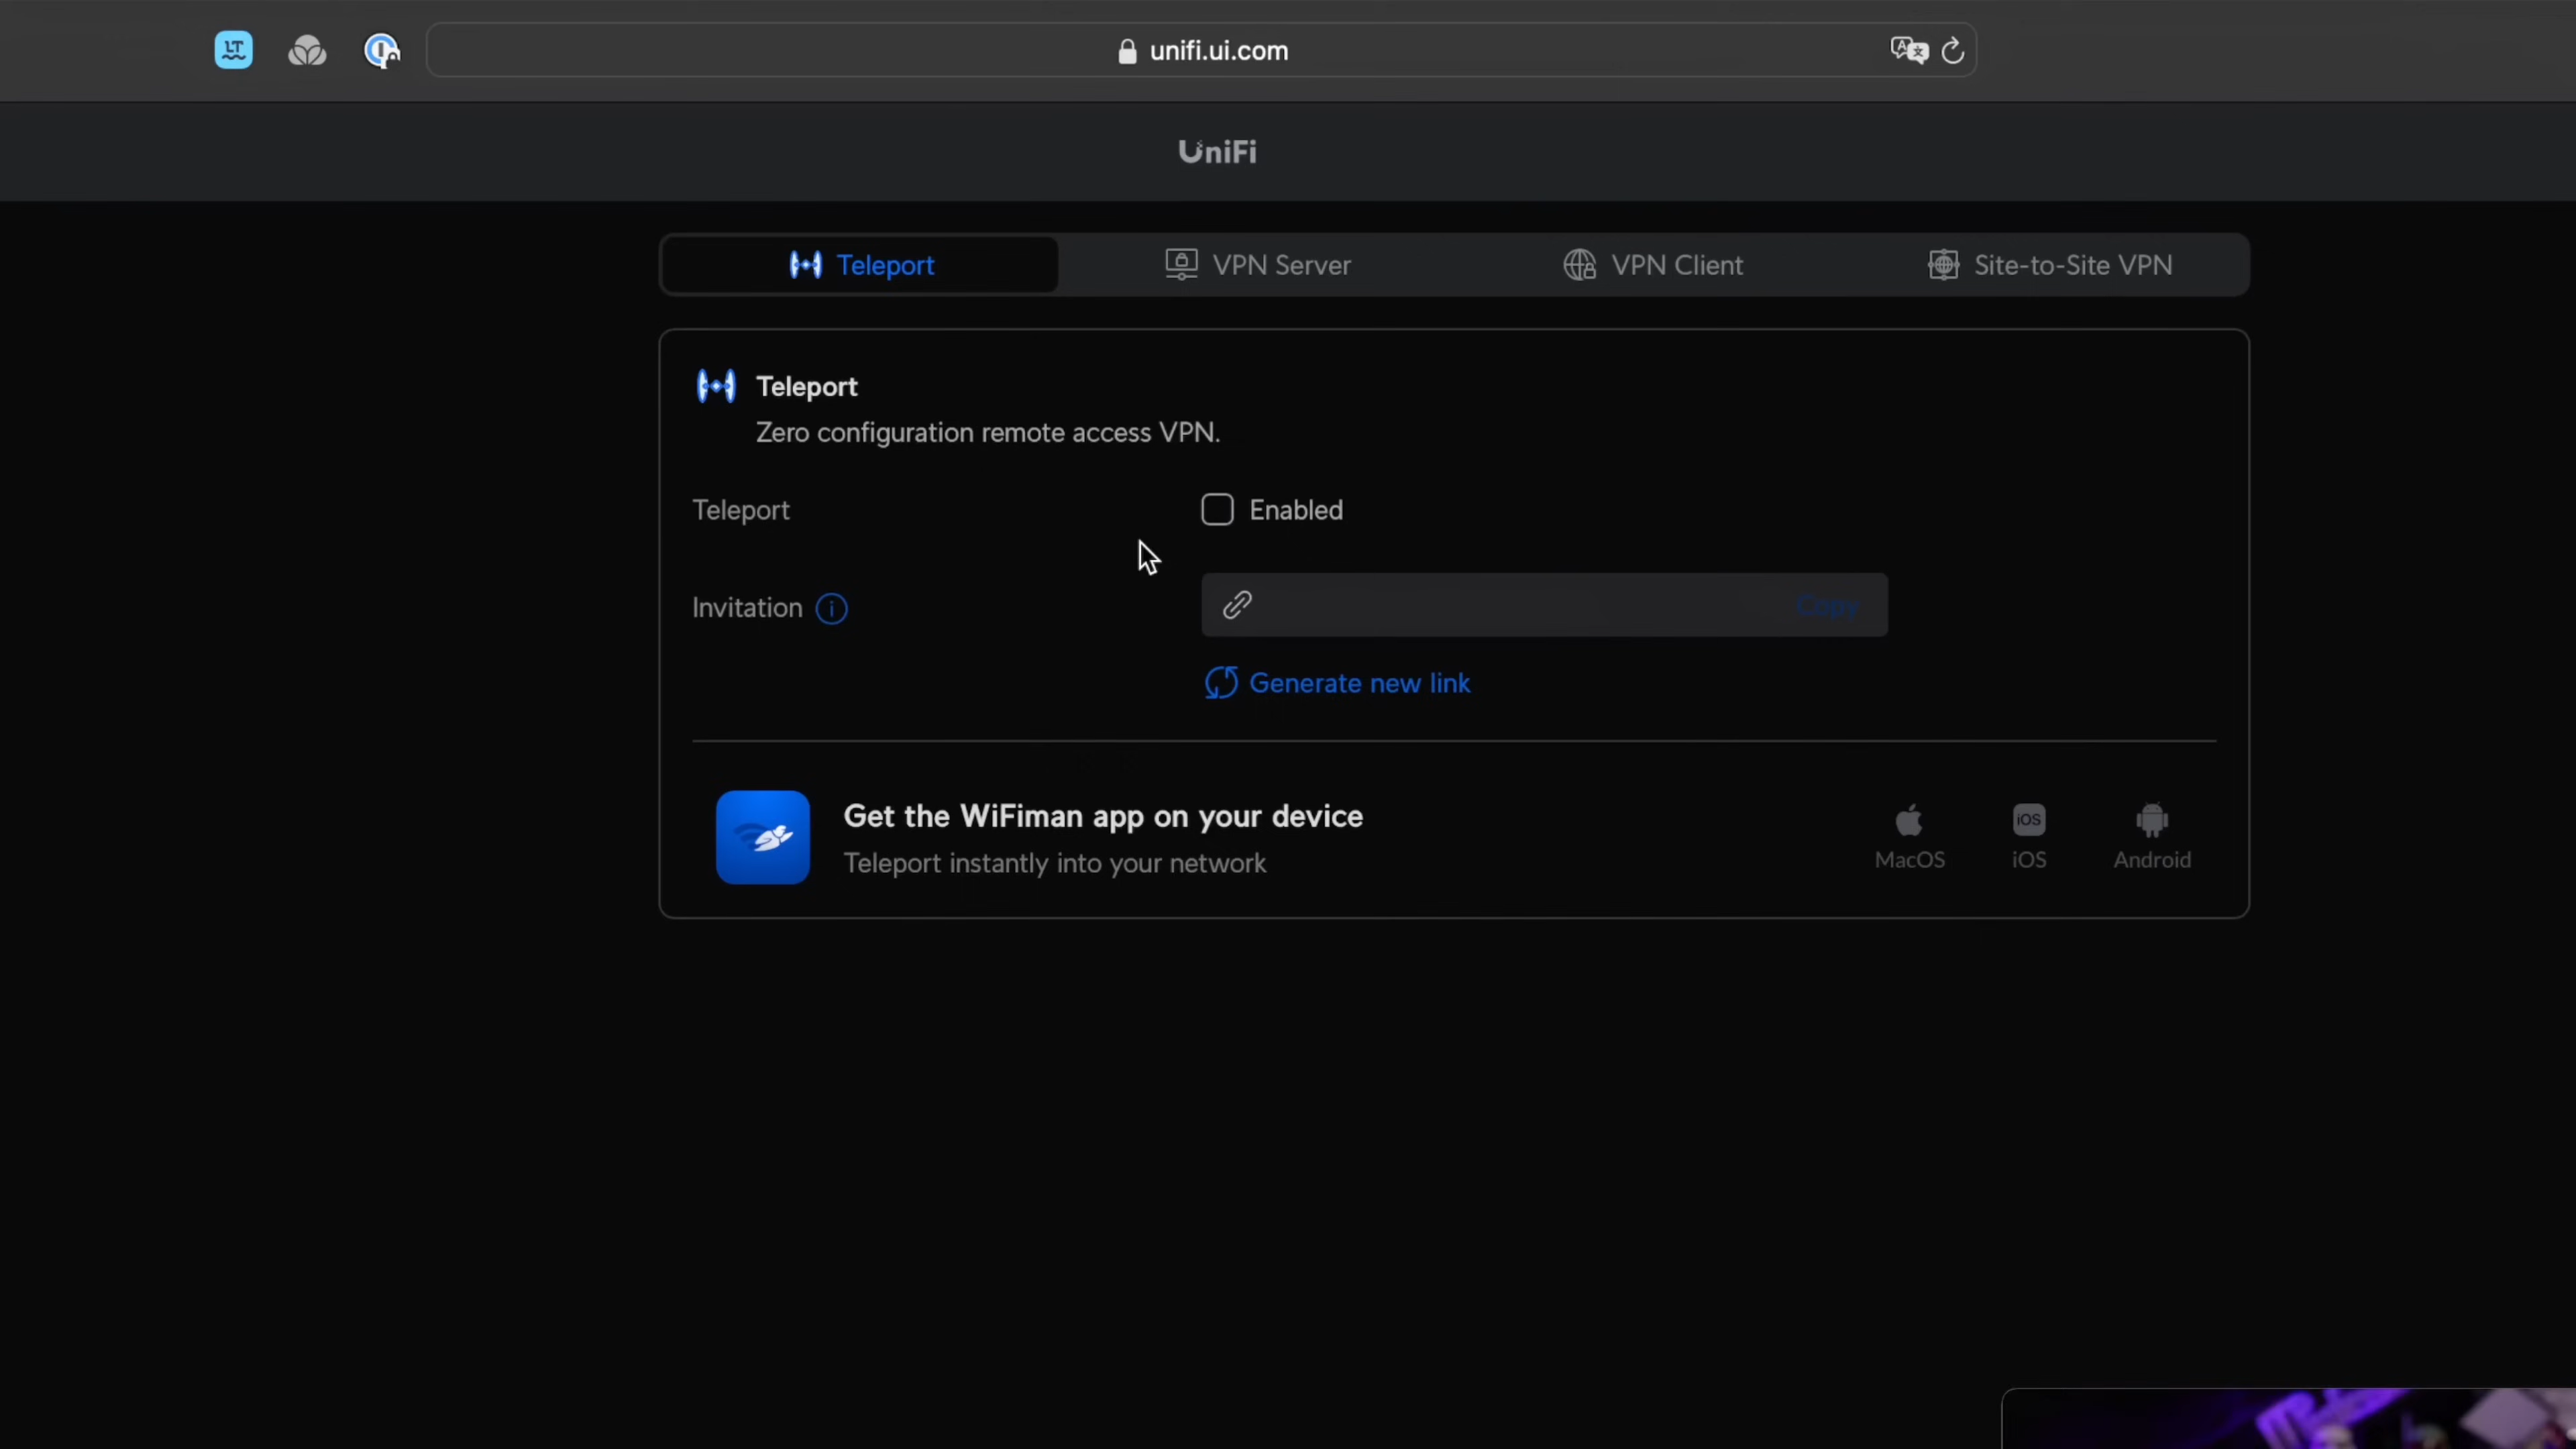 LT
unifi.ui.com
UniFi
Teleport
VPN Server
VPN Client
Site-to-Site VPN
Teleport
Zero configuration remote access VPN.
Teleport
Enabled
Invitation
Copy
Generate new link
Get the WiFiman app on your device
Teleport instantly into your network
iOS
MacOS
iOS
Android